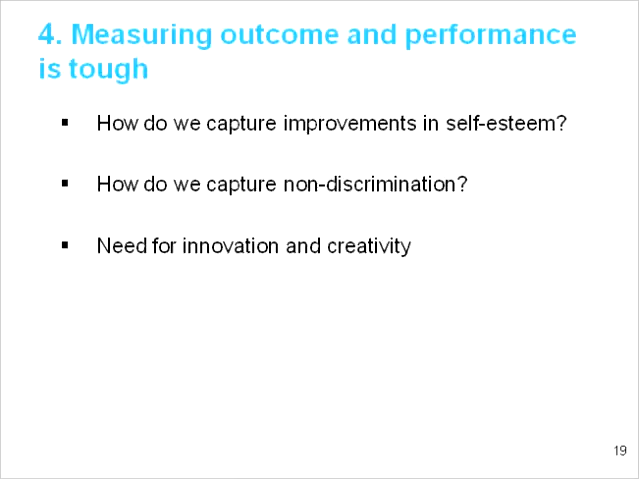 4. Measuring outcome and performance
is tough
▪ How do we capture improvements in self-esteem?
▪ How do we capture non-discrimination?
▪ Need for innovation and creativity
19